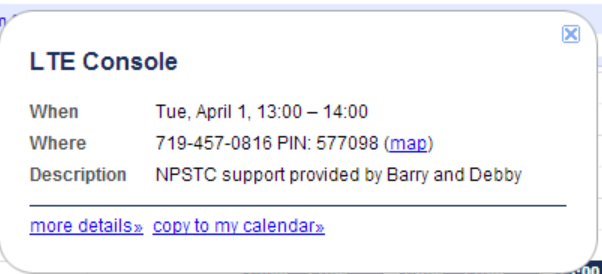 LTE Console
When Tue, April 1, 13:00 – 14:00
Where 719-457-0816 PIN: 577098 (map)
Description NPSTC support provided by Barry and Debby
more details» copy to my calendar»